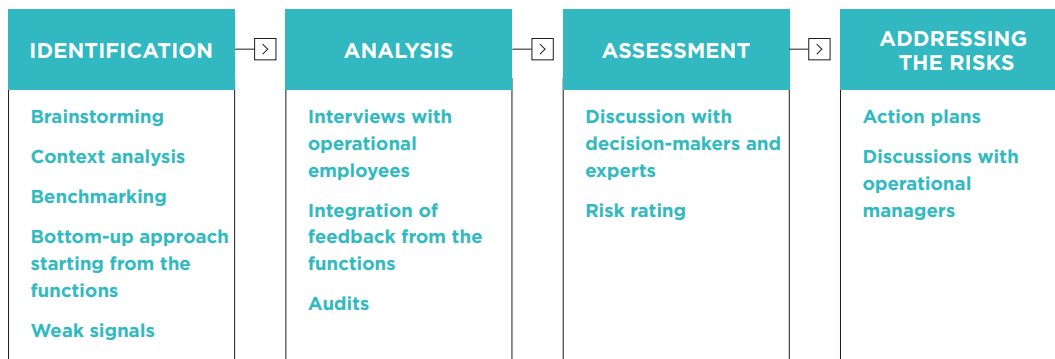 IDENTIFICATION
Brainstorming
Context analysis
Benchmarking
Bottom-up approach
starting from the
functions
Weak signals
ANALYSIS
Interviews with
operational
employees
Integration of
feedback from the
functions
Audits
ASSESSMENT
Discussion with
decision-makers and
experts
Risk rating
ADDRESSING
THE RISKS
Action plans
Discussions with
operational
managers